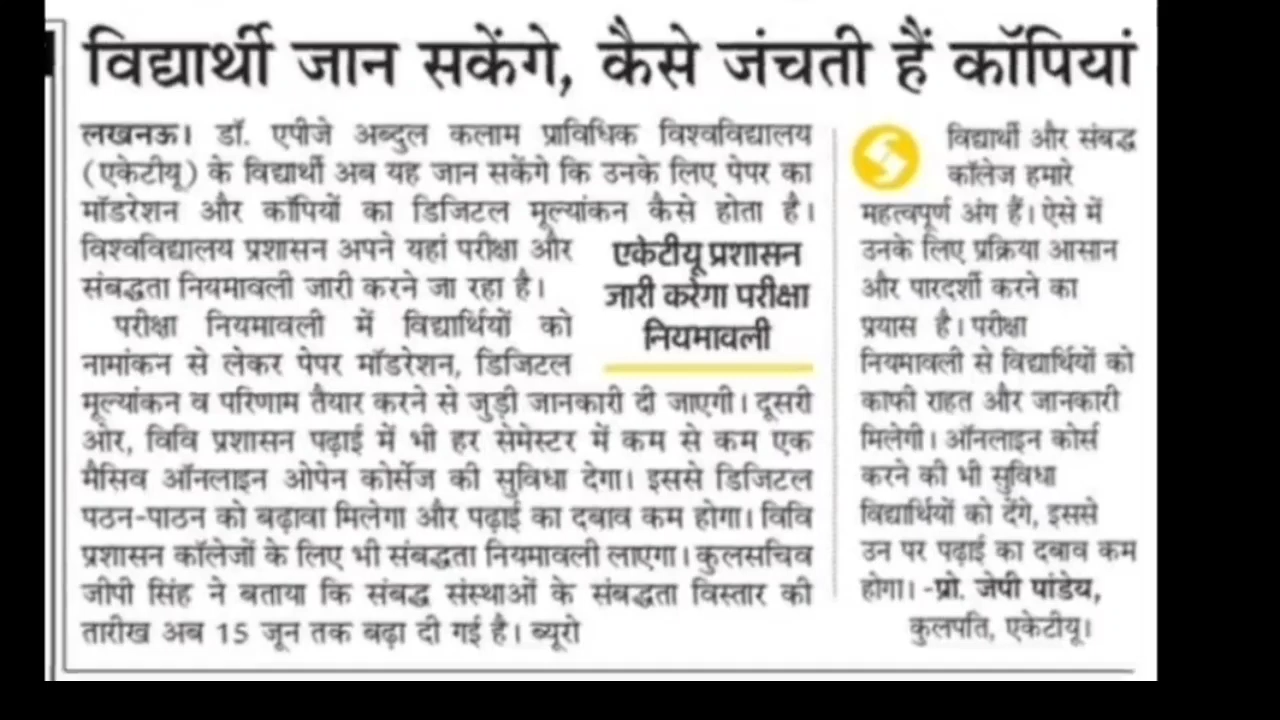 विद्यार्थी जान सकेंगे, कैसे जंचती हैं कॉपियां
लखनऊ। डॉ. एपीजे अब्दुल कलाम प्राविधिक विश्वविद्यालय
(एकेटीयू) के विद्यार्थी अब यह जान सकेंगे कि उनके लिए पेपर का
मॉडरेशन और कॉपियों का डिजिटल मूल्यांकन कैसे होता है।
विश्वविद्यालय प्रशासन अपने यहां परीक्षा और
संबद्धता नियमावली जारी करने जा रहा है।
परीक्षा नियमावली में विद्यार्थियों को
नामांकन से लेकर पेपर मॉडरेशन, डिजिटल
मूल्यांकन व परिणाम तैयार करने से जुड़ी जानकारी दी जाएगी। दूसरी
ओर, विवि प्रशासन पढ़ाई में भी हर सेमेस्टर में कम से कम एक
मैसिव ऑनलाइन ओपेन कोर्सेज की सुविधा देगा। इससे डिजिटल
पठन-पाठन को बढ़ावा मिलेगा और पढ़ाई का दबाव कम होगा। विवि
प्रशासन कॉलेजों के लिए भी संबद्धता नियमावली लाएगा। कुलसचिव
जीपी सिंह ने बताया कि संबद्ध संस्थाओं के संबद्धता विस्तार की
तारीख अब 15 जून तक बढ़ा दी गई है। ब्यूरो
एकेटीयू प्रशासन
जारी करेगा परीक्षा
नियमावली
विद्यार्थी और संबद्ध
कॉलेज हमारे
महत्वपूर्ण अंग हैं। ऐसे में
उनके लिए प्रक्रिया आसान
और पारदर्शी करने का
प्रयास है। परीक्षा
नियमावली से विद्यार्थियों को
काफी राहत और जानकारी
मिलेगी। ऑनलाइन कोर्स
करने की भी सुविधा
विद्यार्थियों को देंगे, इससे
उन पर पढ़ाई का दबाव कम
होगा। -प्रो. जेपी पांडेय,
कुलपति, एकेटीयू।